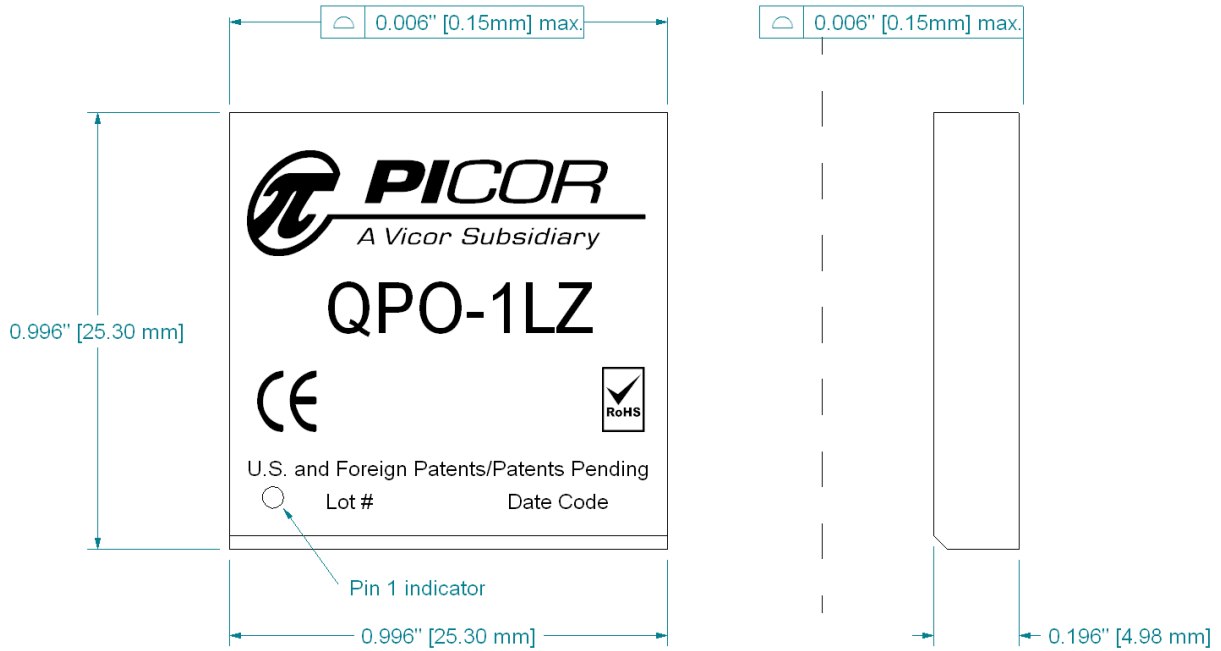 0.006” [0.15mm] max.
0.006” [0.15mm] max.
PICOR
A Vicor Subsidiary
QPO-1LZ
0.996” [25.30 mm]
CE
RoHS
U.S. and Foreign Patents/Patents Pending
Lot # Date Code
Pin 1 indicator
0.996” [25.30 mm]
0.196” [4.98 mm]